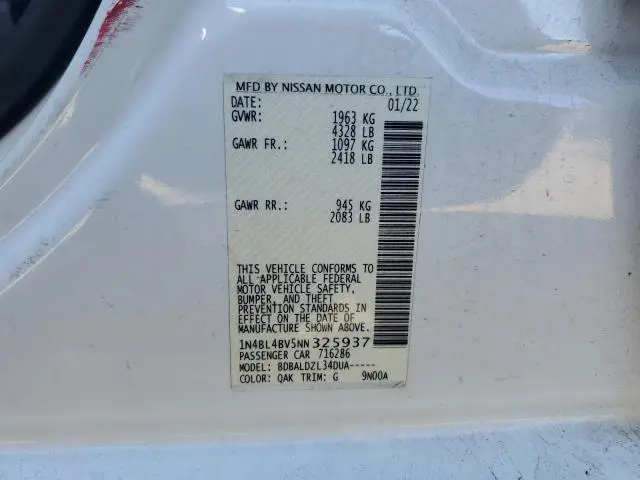 MFD BY NISSAN MOTOR CO., LTD.
DATE: 01/22
GVWR: 1963 KG
4328 LB
GAWR FR.: 1097 KG
2418 LB
GAWR RR.: 945 KG
2083 LB
THIS VEHICLE CONFORMS TO
ALL APPLICABLE FEDERAL
MOTOR VEHICLE SAFETY,
BUMPER, AND THEFT
PREVENTION STANDARDS IN
EFFECT ON THE DATE OF
MANUFACTURE SHOWN ABOVE.
1N4BL4BV5NN325937
PASSENGER CAR 716286
MODEL: BDBALDZL34DUA-----
COLOR: QAK TRIM: G 9N00A